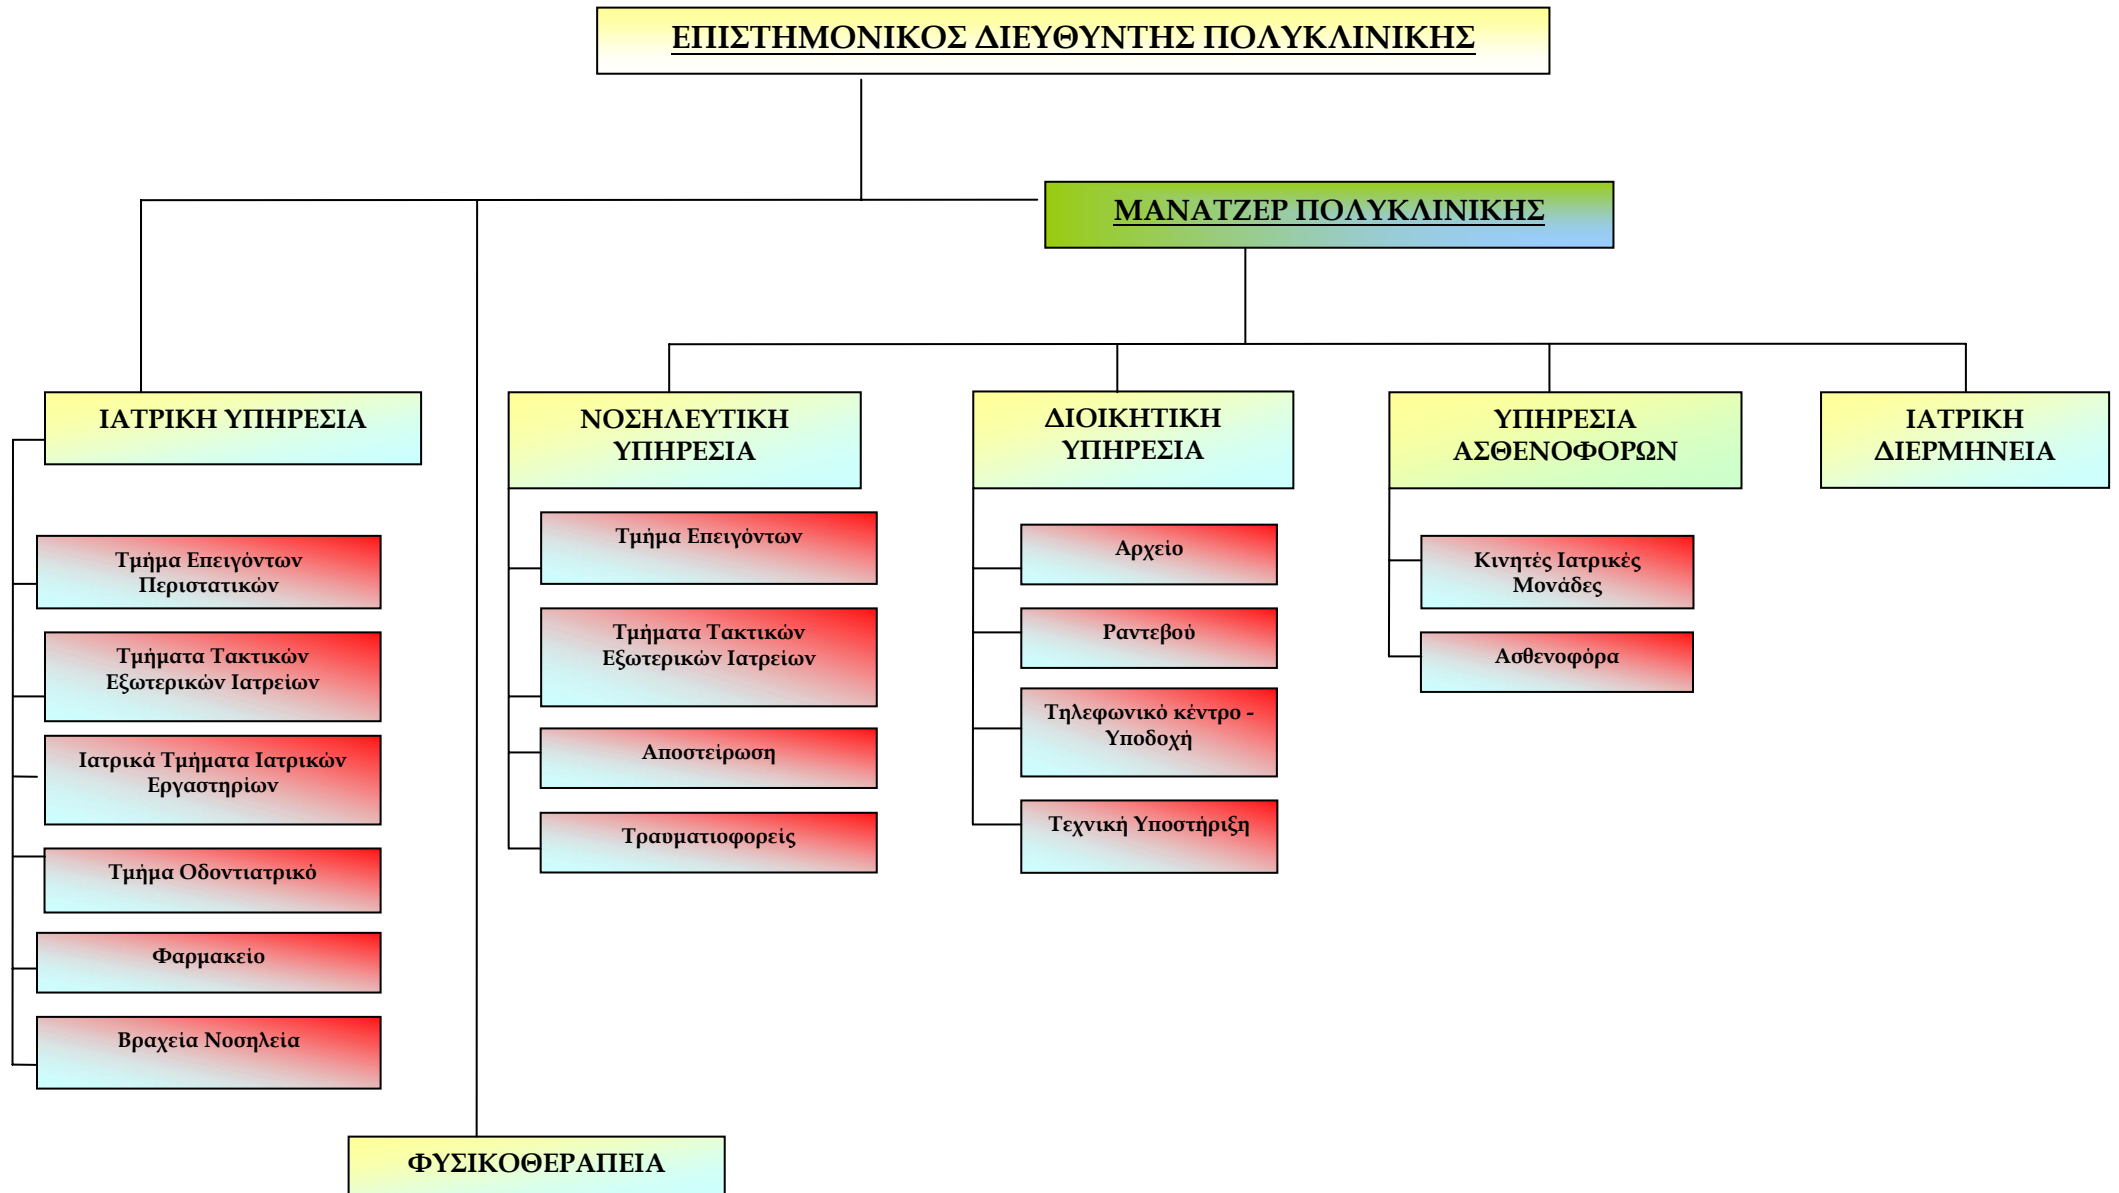 ΕΠΙΣΤΗΜΟΝΙΚΟΣ ΔΙΕΥΘΥΝΤΗΣ ΠΟΛΥΚΛΙΝΙΚΗΣ
ΜΑΝΑΤΖΕΡ ΠΟΛΥΚΛΙΝΙΚΗΣ
ΙΑΤΡΙΚΗ ΥΠΗΡΕΣΙΑ
Τμήμα Επειγόντων
Περιστατικών
Τμήματα Τακτικών
Εξωτερικών Ιατρείων
Ιατρικά Τμήματα Ιατρικών
Εργαστηρίων
Τμήμα Οδοντιατρικό
Φαρμακείο
Βραχεία Νοσηλεία
ΝΟΣΗΛΕΥΤΙΚΗ
ΥΠΗΡΕΣΙΑ
Τμήμα Επειγόντων
Τμήματα Τακτικών
Εξωτερικών Ιατρείων
Αποστείρωση
Τραυματιοφορείς
ΔΙΟΙΚΗΤΙΚΗ
ΥΠΗΡΕΣΙΑ
Αρχείο
Ραντεβού
Τηλεφωνικό κέντρο -
Υποδοχή
Τεχνική Υποστήριξη
ΥΠΗΡΕΣΙΑ
ΑΣΘΕΝΟΦΟΡΩΝ
Κινητές Ιατρικές
Μονάδες
Ασθενοφόρα
ΙΑΤΡΙΚΗ
ΔΙΕΡΜΗΝΕΙΑ
ΦΥΣΙΚΟΘΕΡΑΠΕΙΑ